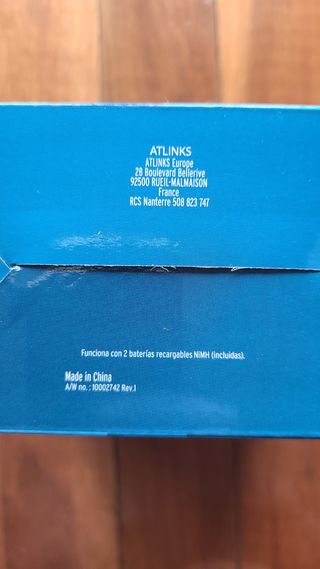 ATLINKS
ATLINKS Europe
28 Boulevard Bellerive
92500 RUEIL-MALMAISON
France
RCS Nanterre 508 823 747
Funciona con 2 baterías recargables NiMH (incluidas).
Made in China
A/W no. : 10002742 Rev.1